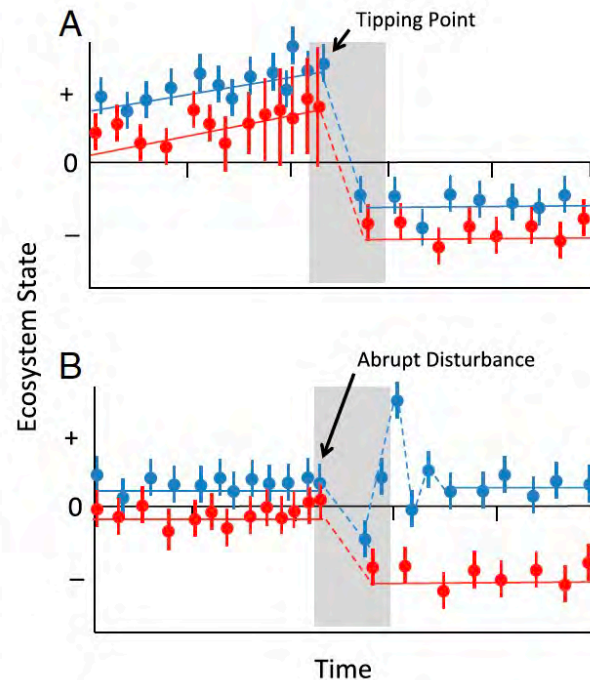 A
Tipping Point
+
0
–
Ecosystem State
B
Abrupt Disturbance
+
0
–
Time